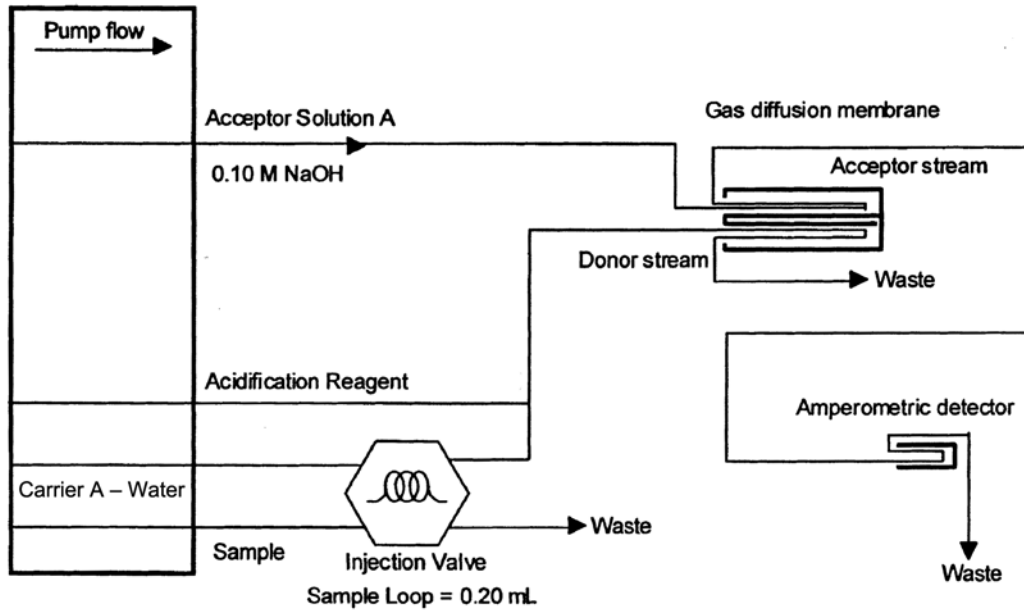 Pump flow
Acceptor Solution A
0.10 M NaOH
Gas diffusion membrane
Acceptor stream
Donor stream
Waste
Acidification Reagent
Amperometric detector
Carrier A – Water
Waste
Sample
Injection Valve
Waste
Sample Loop = 0.20 mL